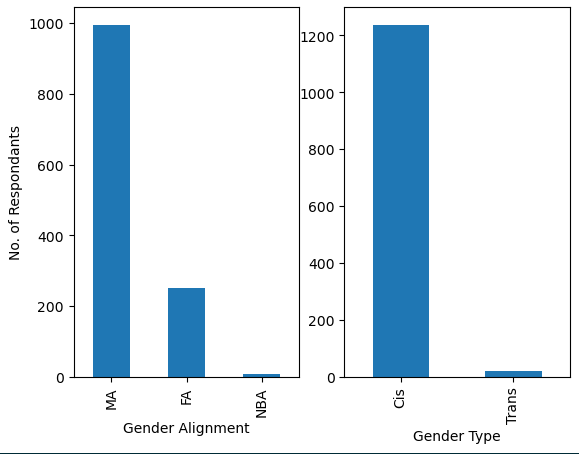 No. of Respondants
1000
800
600
400
200
0
MA
FA
NBA
Gender Alignment
1200
1000
800
600
400
200
0
Cis
Trans
Gender Type